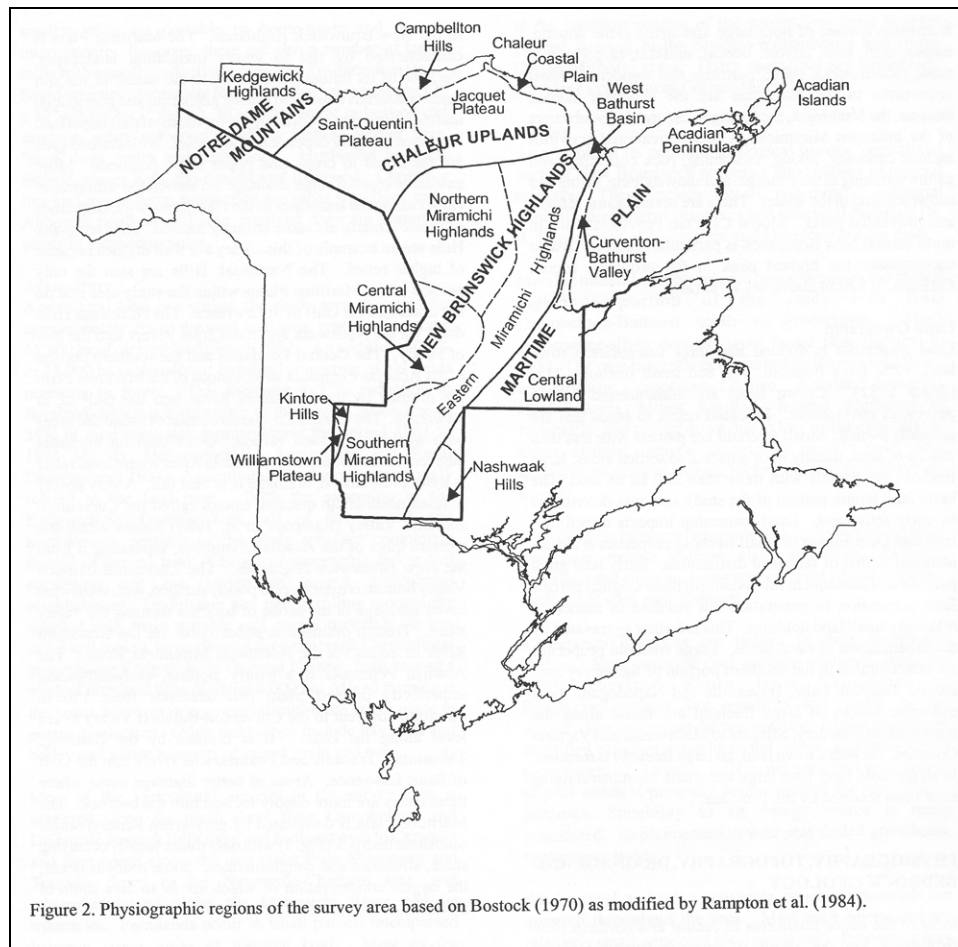 Campbellton
Hills
Chaleur
Coastal
Plain
Kedgewick
Highlands
Jacquet
Plateau
West
Bathurst
Basin
Acadian
Islands
NOTRE DAME
MOUNTAINS
Saint-Quentin
Plateau
CHALEUR UPLANDS
Acadian
Peninsula
Northern
Miramichi
Highlands
NEW BRUNSWICK HIGHLANDS
Eastern Miramichi Highlands
MARITIME PLAIN
Curventon-
Bathurst
Valley
Central
Miramichi
Highlands
Central
Lowland
Kintore
Hills
Williamstown
Plateau
Southern
Miramichi
Highlands
Nashwaak
Hills
Figure 2. Physiographic regions of the survey area based on Bostock (1970) as modified by Rampton et al. (1984).